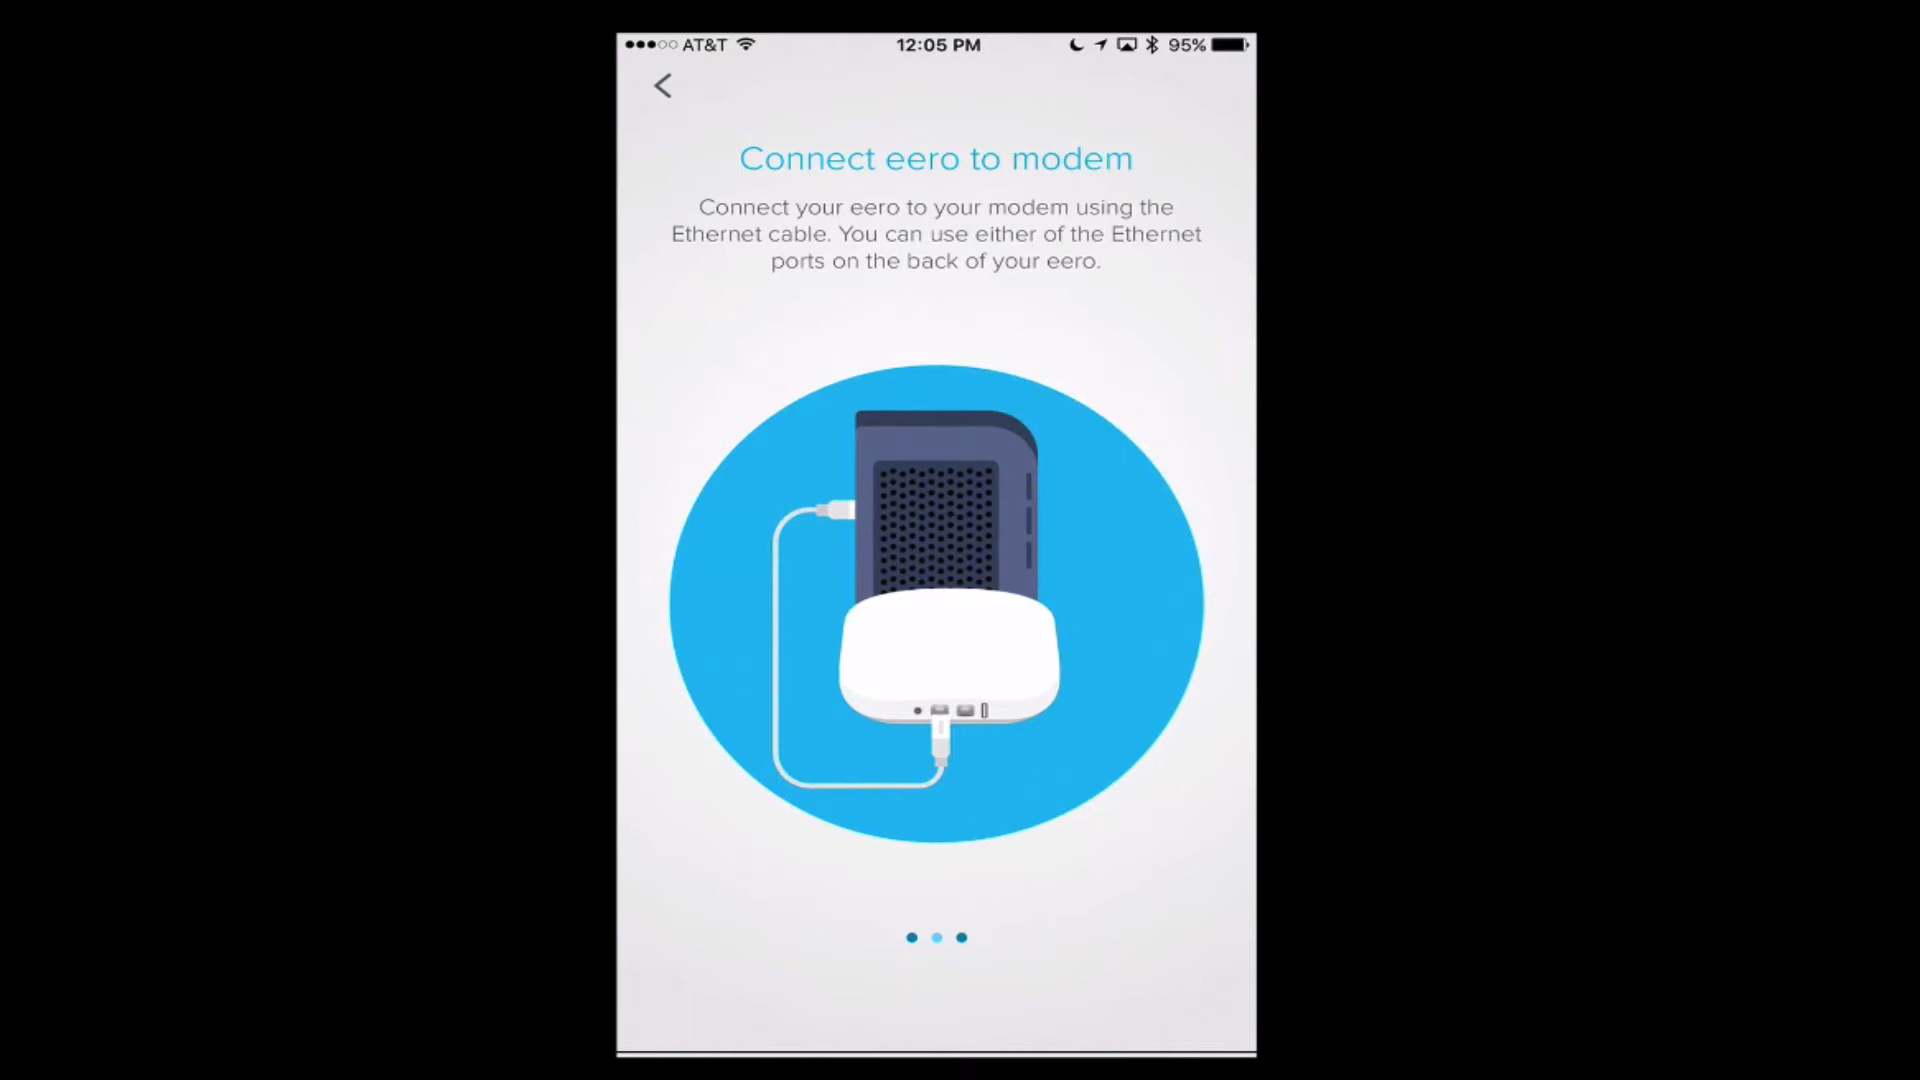 AT&T 12:05 PM 95%
Connect eero to modem
Connect your eero to your modem using the
Ethernet cable. You can use either of the Ethernet
ports on the back of your eero.